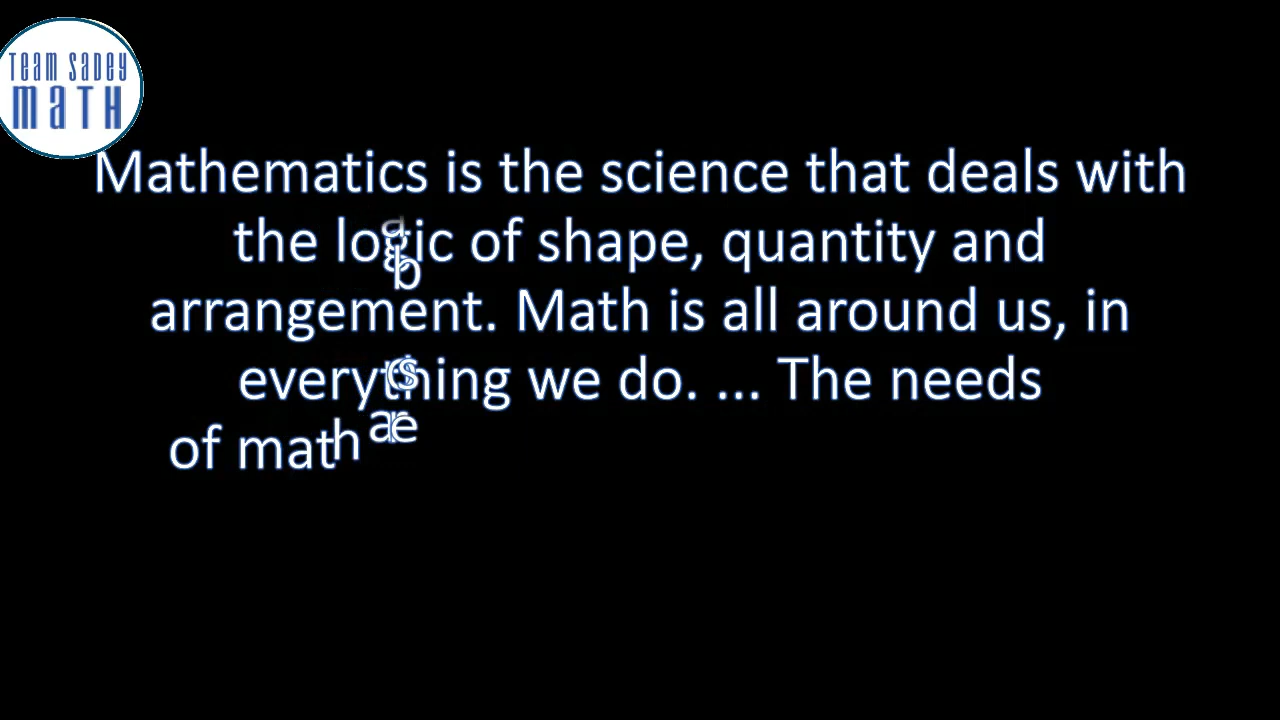 TEAM SADEY
MATH
Mathematics is the science that deals with
the logic of shape, quantity and
arrangement. Math is all around us, in
everything we do. ... The needs
of math